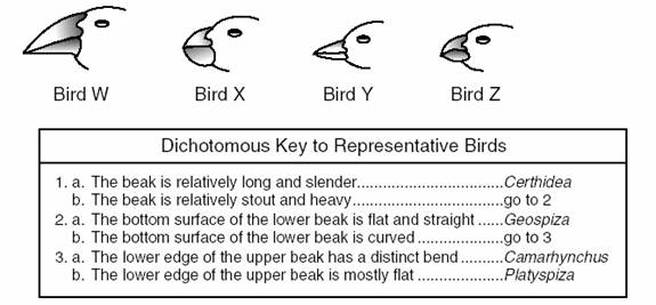 Bird W Bird X Bird Y Bird Z
Dichotomous Key to Representative Birds
1. a. The beak is relatively long and slender..................................Certhidea
b. The beak is relatively stout and heavy...................................go to 2
2. a. The bottom surface of the lower beak is flat and straight ......Geospiza
b. The bottom surface of the lower beak is curved ....................go to 3
3. a. The lower edge of the upper beak has a distinct bend ..........Camarhynchus
b. The lower edge of the upper beak is mostly flat ....................Platyspiza